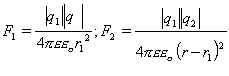 F₁ = |q₁||q | / 4πεε₀r₁² ; F₂ = |q₁||q₂| / 4πεε₀(r−r₁)²